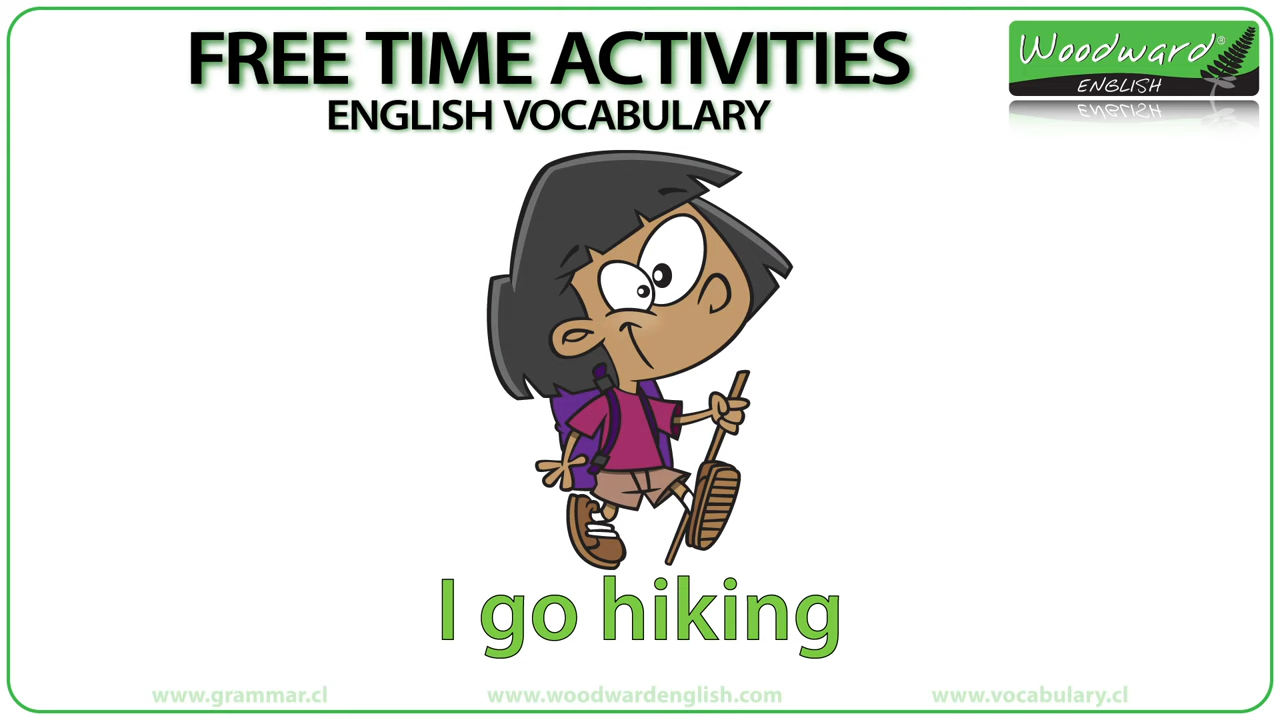 FREE TIME ACTIVITIES
ENGLISH VOCABULARY
Woodward®
ENGLISH
I go hiking
www.grammar.cl
www.woodwardenglish.com
www.vocabulary.cl